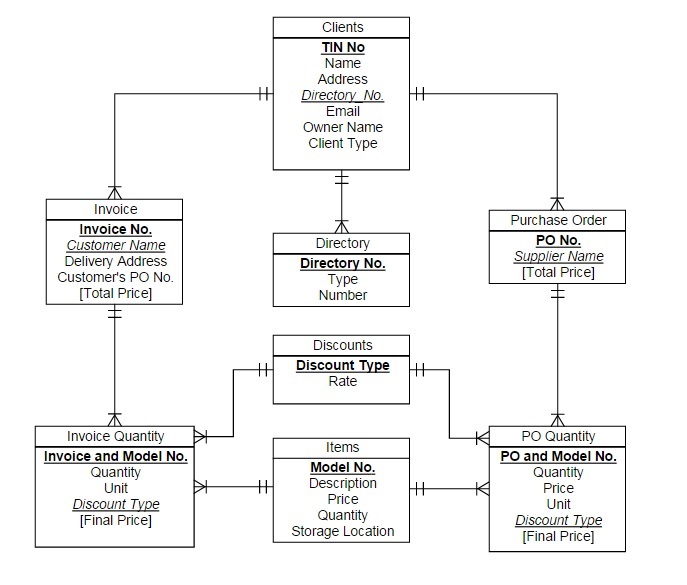 Clients
TIN No
Name
Address
Directory_No.
Email
Owner Name
Client Type
Invoice
Invoice No.
Customer Name
Delivery Address
Customer's PO No.
[Total Price]
Directory
Directory No.
Type
Number
Purchase Order
PO No.
Supplier Name
[Total Price]
Discounts
Discount Type
Rate
Invoice Quantity
Invoice and Model No.
Quantity
Unit
Discount Type
[Final Price]
Items
Model No.
Description
Price
Quantity
Storage Location
PO Quantity
PO and Model No.
Quantity
Price
Unit
Discount Type
[Final Price]